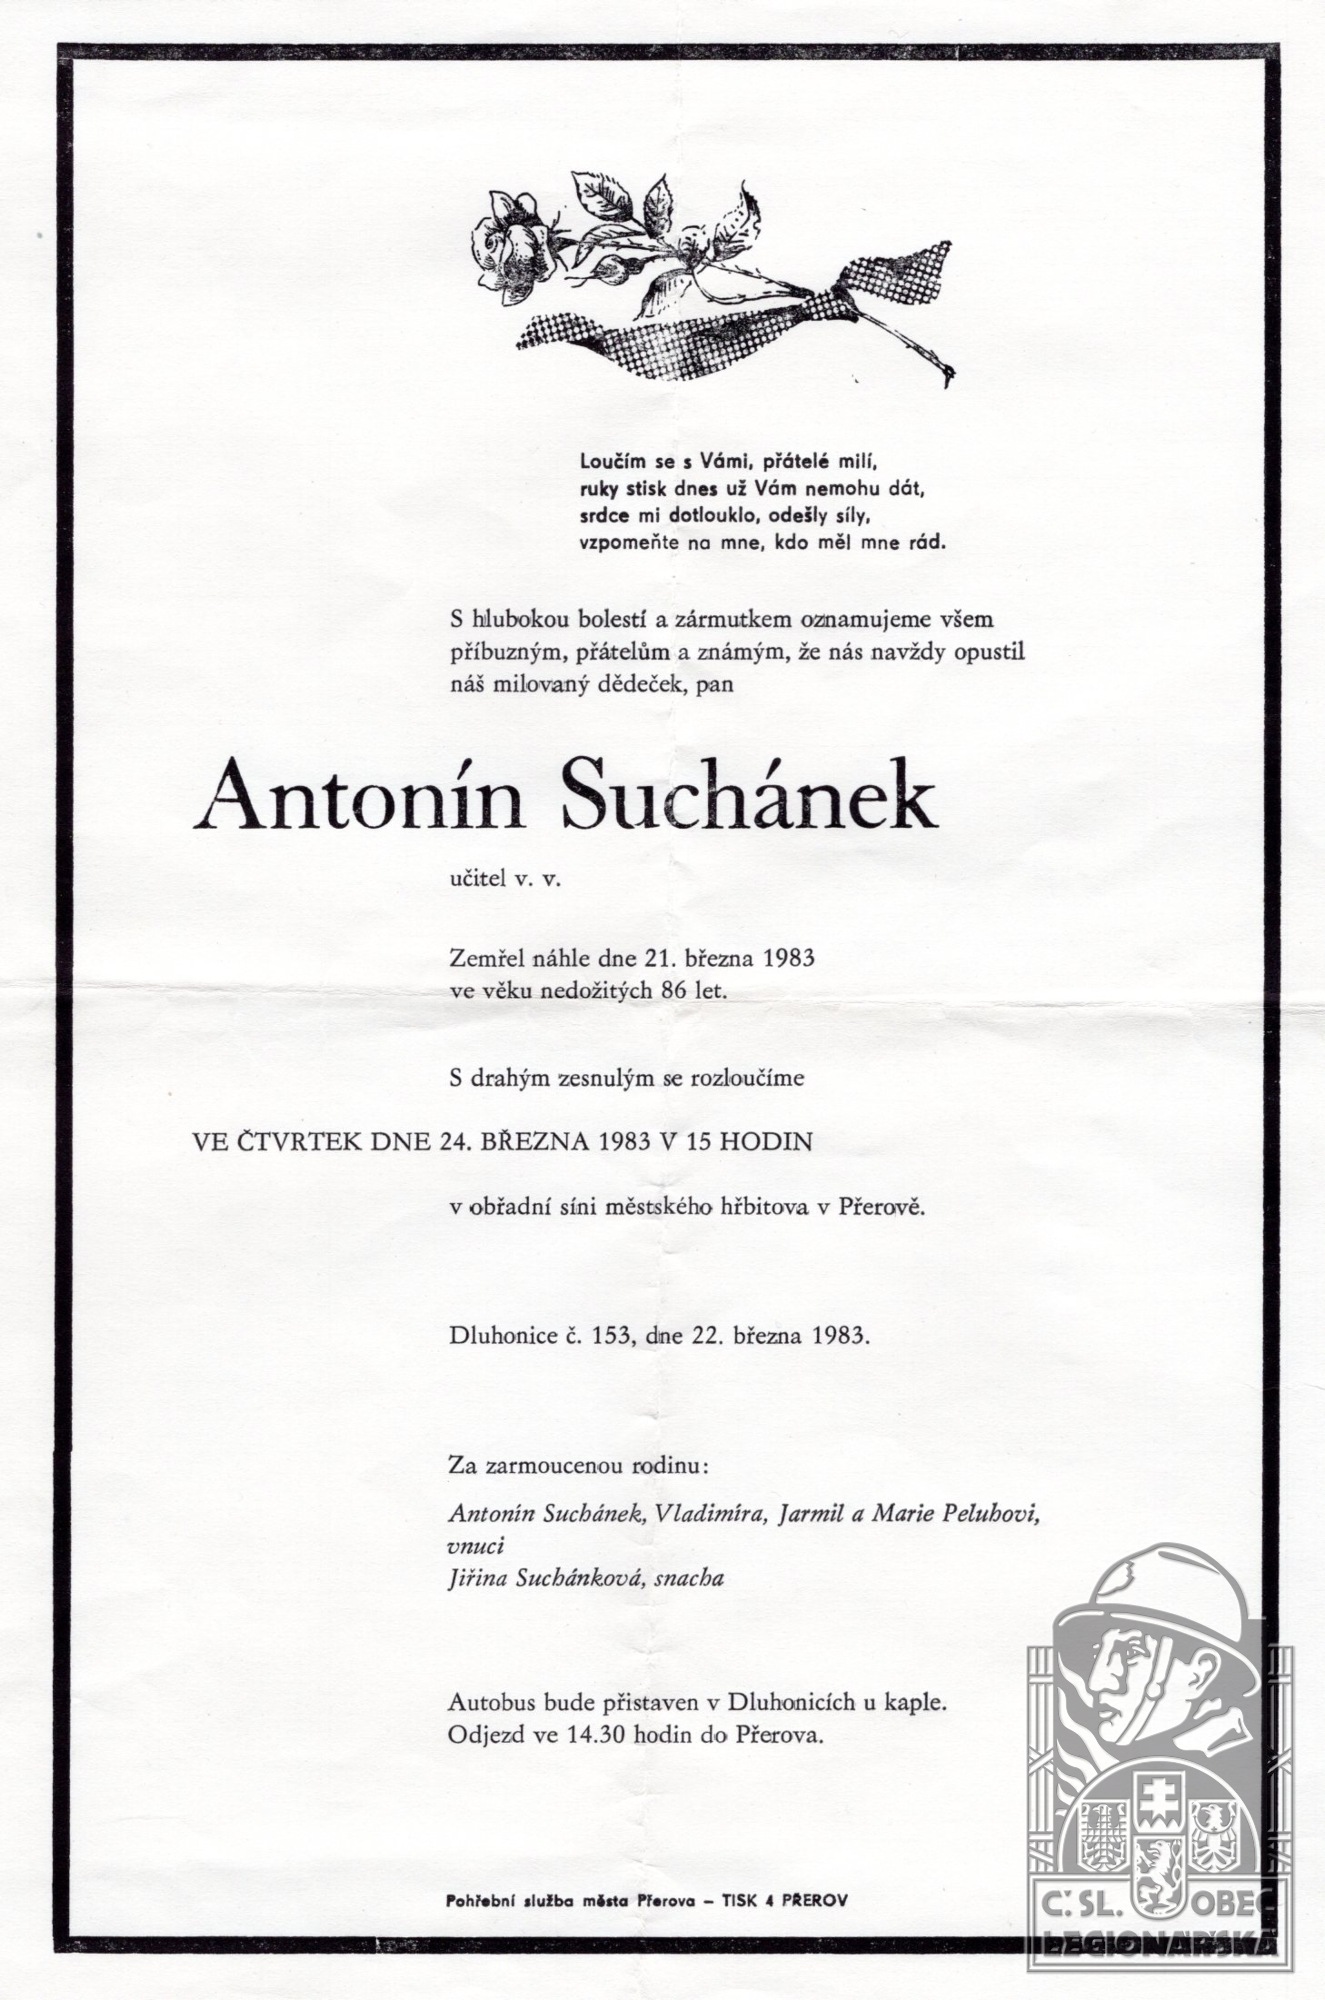 Loučím se s Vámi, přátelé milí,
ruky stisk dnes už Vám nemohu dát,
srdce mi dotlouklo, odešly síly,
vzpomeňte na mne, kdo měl mne rád.
S hlubokou bolestí a zármutkem oznamujeme všem
příbuzným, přátelům a známým, že nás navždy opustil
náš milovaný dědeček, pan
Antonín Suchánek
učitel v. v.
Zemřel náhle dne 21. března 1983
ve věku nedožitých 86 let.
S drahým zesnulým se rozloučíme
VE ČTVRTEK DNE 24. BŘEZNA 1983 V 15 HODIN
v obřadní síni městského hřbitova v Přerově.
Dluhonice č. 153, dne 22. března 1983.
Za zarmoucenou rodinu:
Antonín Suchánek, Vladimíra, Jarmil a Marie Peluhovi,
vnuci
Jiřina Suchánková, snacha
Autobus bude přistaven v Dluhonicích u kaple.
Odjezd ve 14.30 hodin do Přerova.
Pohřební služba města Přerova – TISK 4 PŘEROV
Č. SL. OBEC
LEGIONÁŘSKÁ